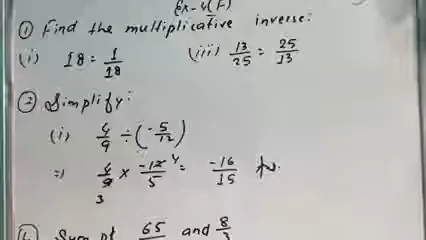 Ex-4(F)
① Find the multiplicative inverse:
(i) 18 = 1/18 (iii) 13/25 = 25/13
② Simplify:
(i) 4/9 ÷ (-5/12)
⇒ 4/9 3 × -12/5 4 = -16/15
Sum of 65 and 8/3